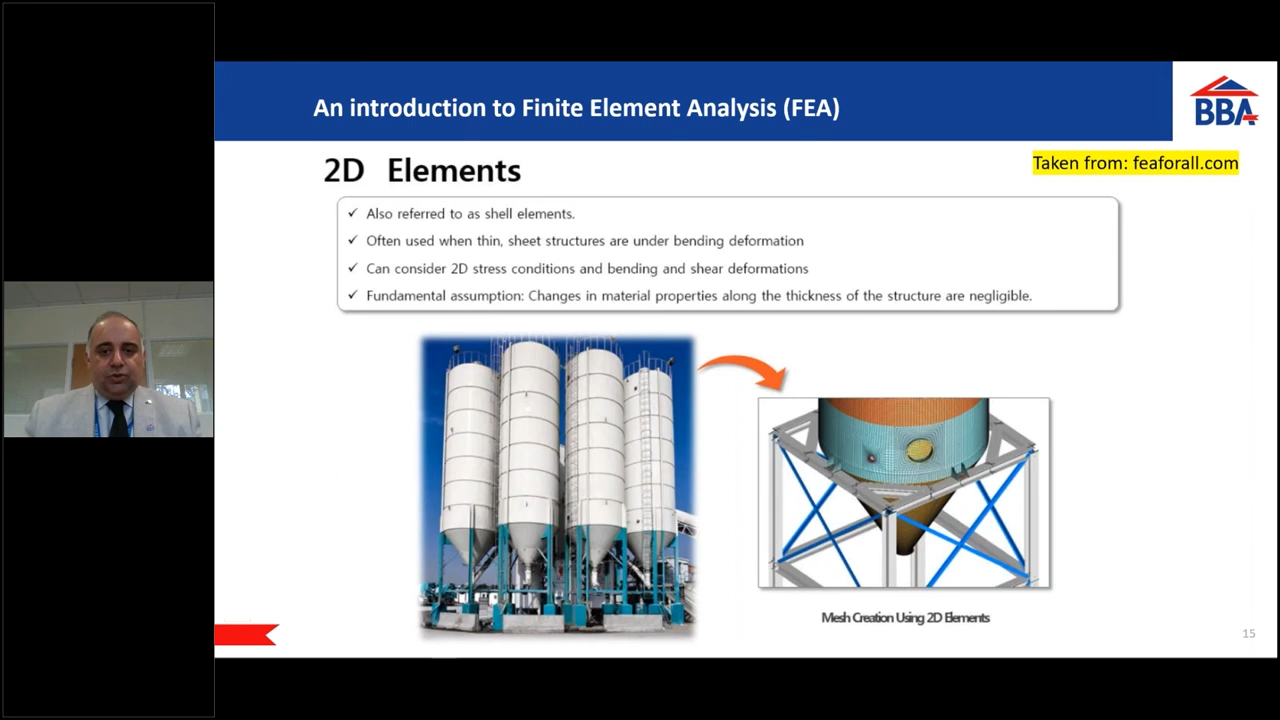 An introduction to Finite Element Analysis (FEA)
BBA
2D Elements
Taken from: feaforall.com
✓ Also referred to as shell elements.
✓ Often used when thin, sheet structures are under bending deformation
✓ Can consider 2D stress conditions and bending and shear deformations
✓ Fundamental assumption: Changes in material properties along the thickness of the structure are negligible.
Mesh Creation Using 2D Elements
15